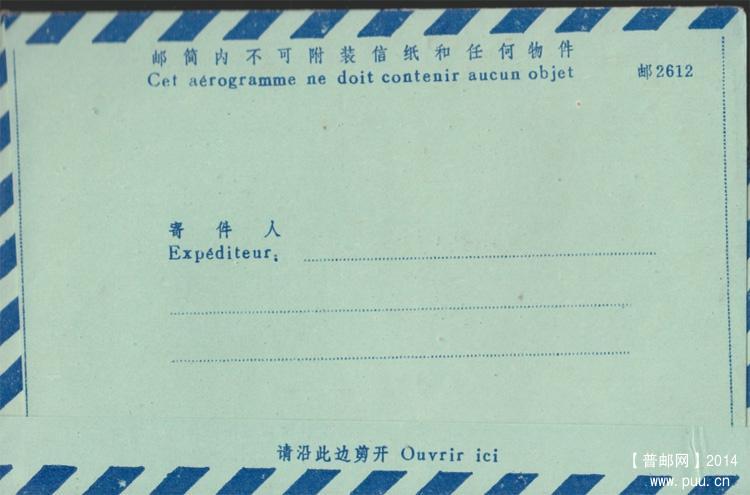 邮简内不可附装信纸和任何物件
Cet aérogramme ne doit contenir aucun objet 邮2612
寄件人
Expéditeur:
请沿此边剪开 Ouvrir ici
【普邮网】2014
www.puu.cn